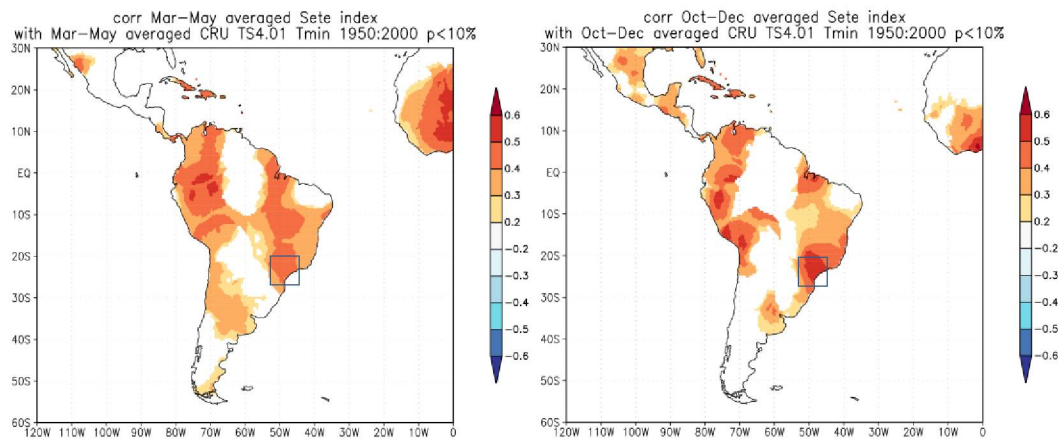 corr Mar-May averaged Sete index
with Mar-May averaged CRU TS4.01 Tmin 1950:2000 p<10%
30N
20N
10N
EQ
10S
20S
30S
40S
50S
60S
120W 110W 100W 90W 80W 70W 60W 50W 40W 30W 20W 10W 0
0.6
0.5
0.4
0.3
0.2
-0.2
-0.3
-0.4
-0.5
-0.6
corr Oct-Dec averaged Sete index
with Oct-Dec averaged CRU TS4.01 Tmin 1950:2000 p<10%
30N
20N
10N
EQ
10S
20S
30S
40S
50S
60S
120W 110W 100W 90W 80W 70W 60W 50W 40W 30W 20W 10W 0
0.6
0.5
0.4
0.3
0.2
-0.2
-0.3
-0.4
-0.5
-0.6